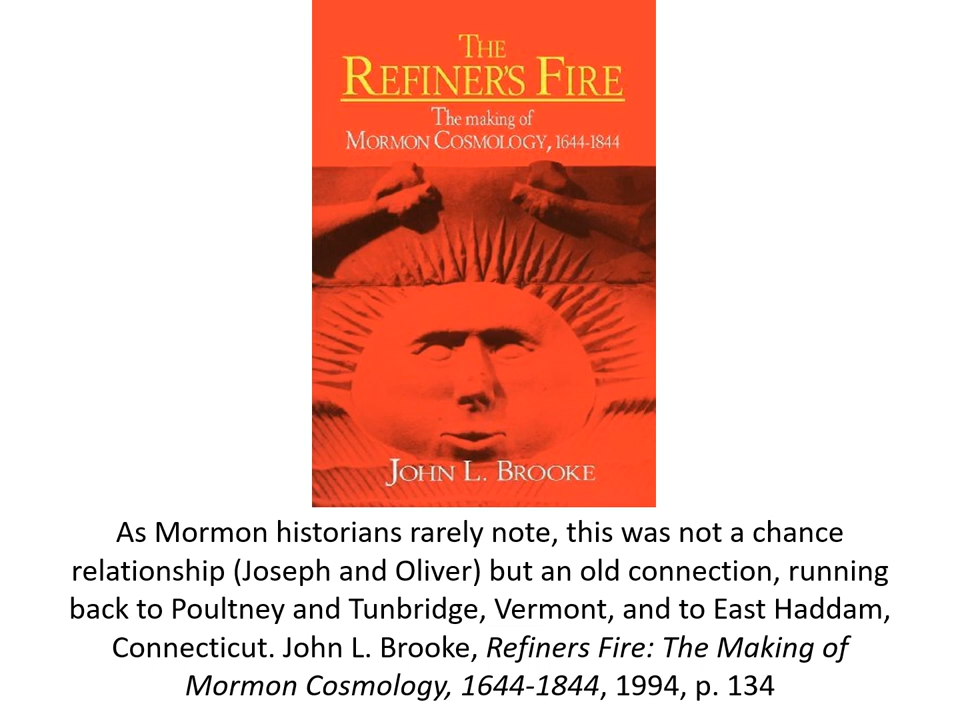 THE
REFINER'S FIRE
The making of
MORMON COSMOLOGY, 1644-1844
JOHN L. BROOKE
As Mormon historians rarely note, this was not a chance
relationship (Joseph and Oliver) but an old connection, running
back to Poultney and Tunbridge, Vermont, and to East Haddam,
Connecticut. John L. Brooke, Refiners Fire: The Making of
Mormon Cosmology, 1644-1844, 1994, p. 134